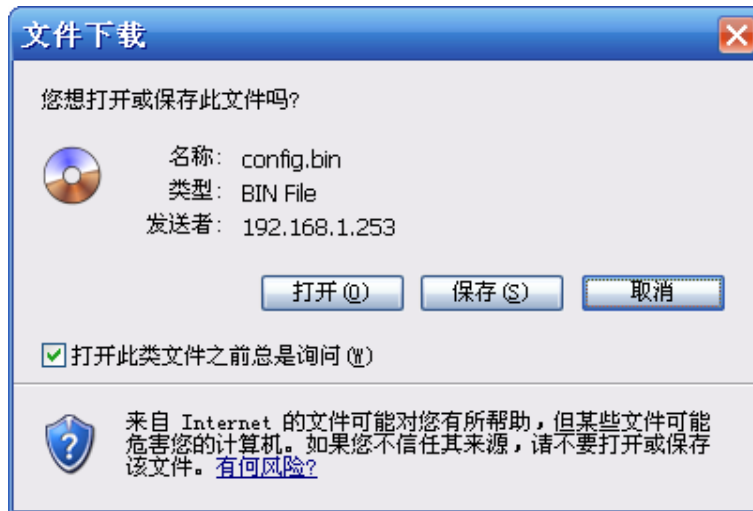 文件下载
您想打开或保存此文件吗?
名称: config.bin
类型: BIN File
发送者: 192.168.1.253
打开(O) 保存(S) 取消
打开此类文件之前总是询问(W)
来自 Internet 的文件可能对您有所帮助，但某些文件可能
危害您的计算机。如果您不信任其来源，请不要打开或保存
该文件。有何风险?